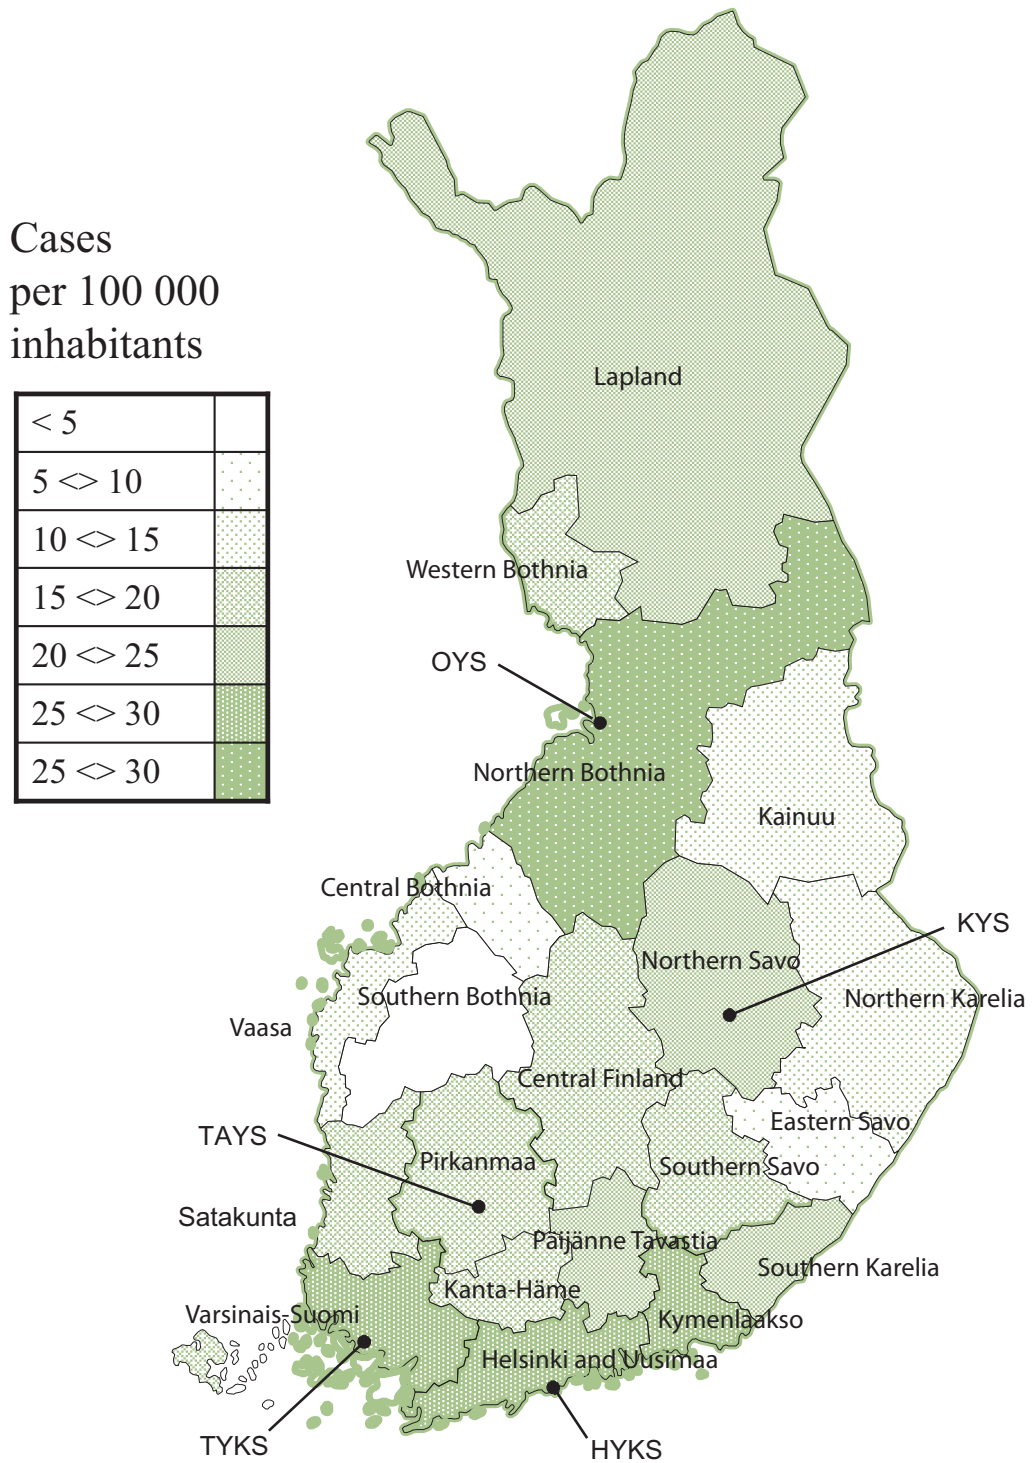 Cases
per 100 000
inhabitants
< 5
5 <> 10
10 <> 15
15 <> 20
20 <> 25
25 <> 30
25 <> 30
Lapland
Western Bothnia
OYS
Northern Bothnia
Kainuu
Central Bothnia
KYS
Northern Savo
Southern Bothnia
Northern Karelia
Vaasa
Central Finland
Eastern Savo
TAYS
Pirkanmaa
Southern Savo
Satakunta
Päijänne Tavastia
Southern Karelia
Kanta-Häme
Varsinais-Suomi
Kymenlaakso
Helsinki and Uusimaa
TYKS
HYKS